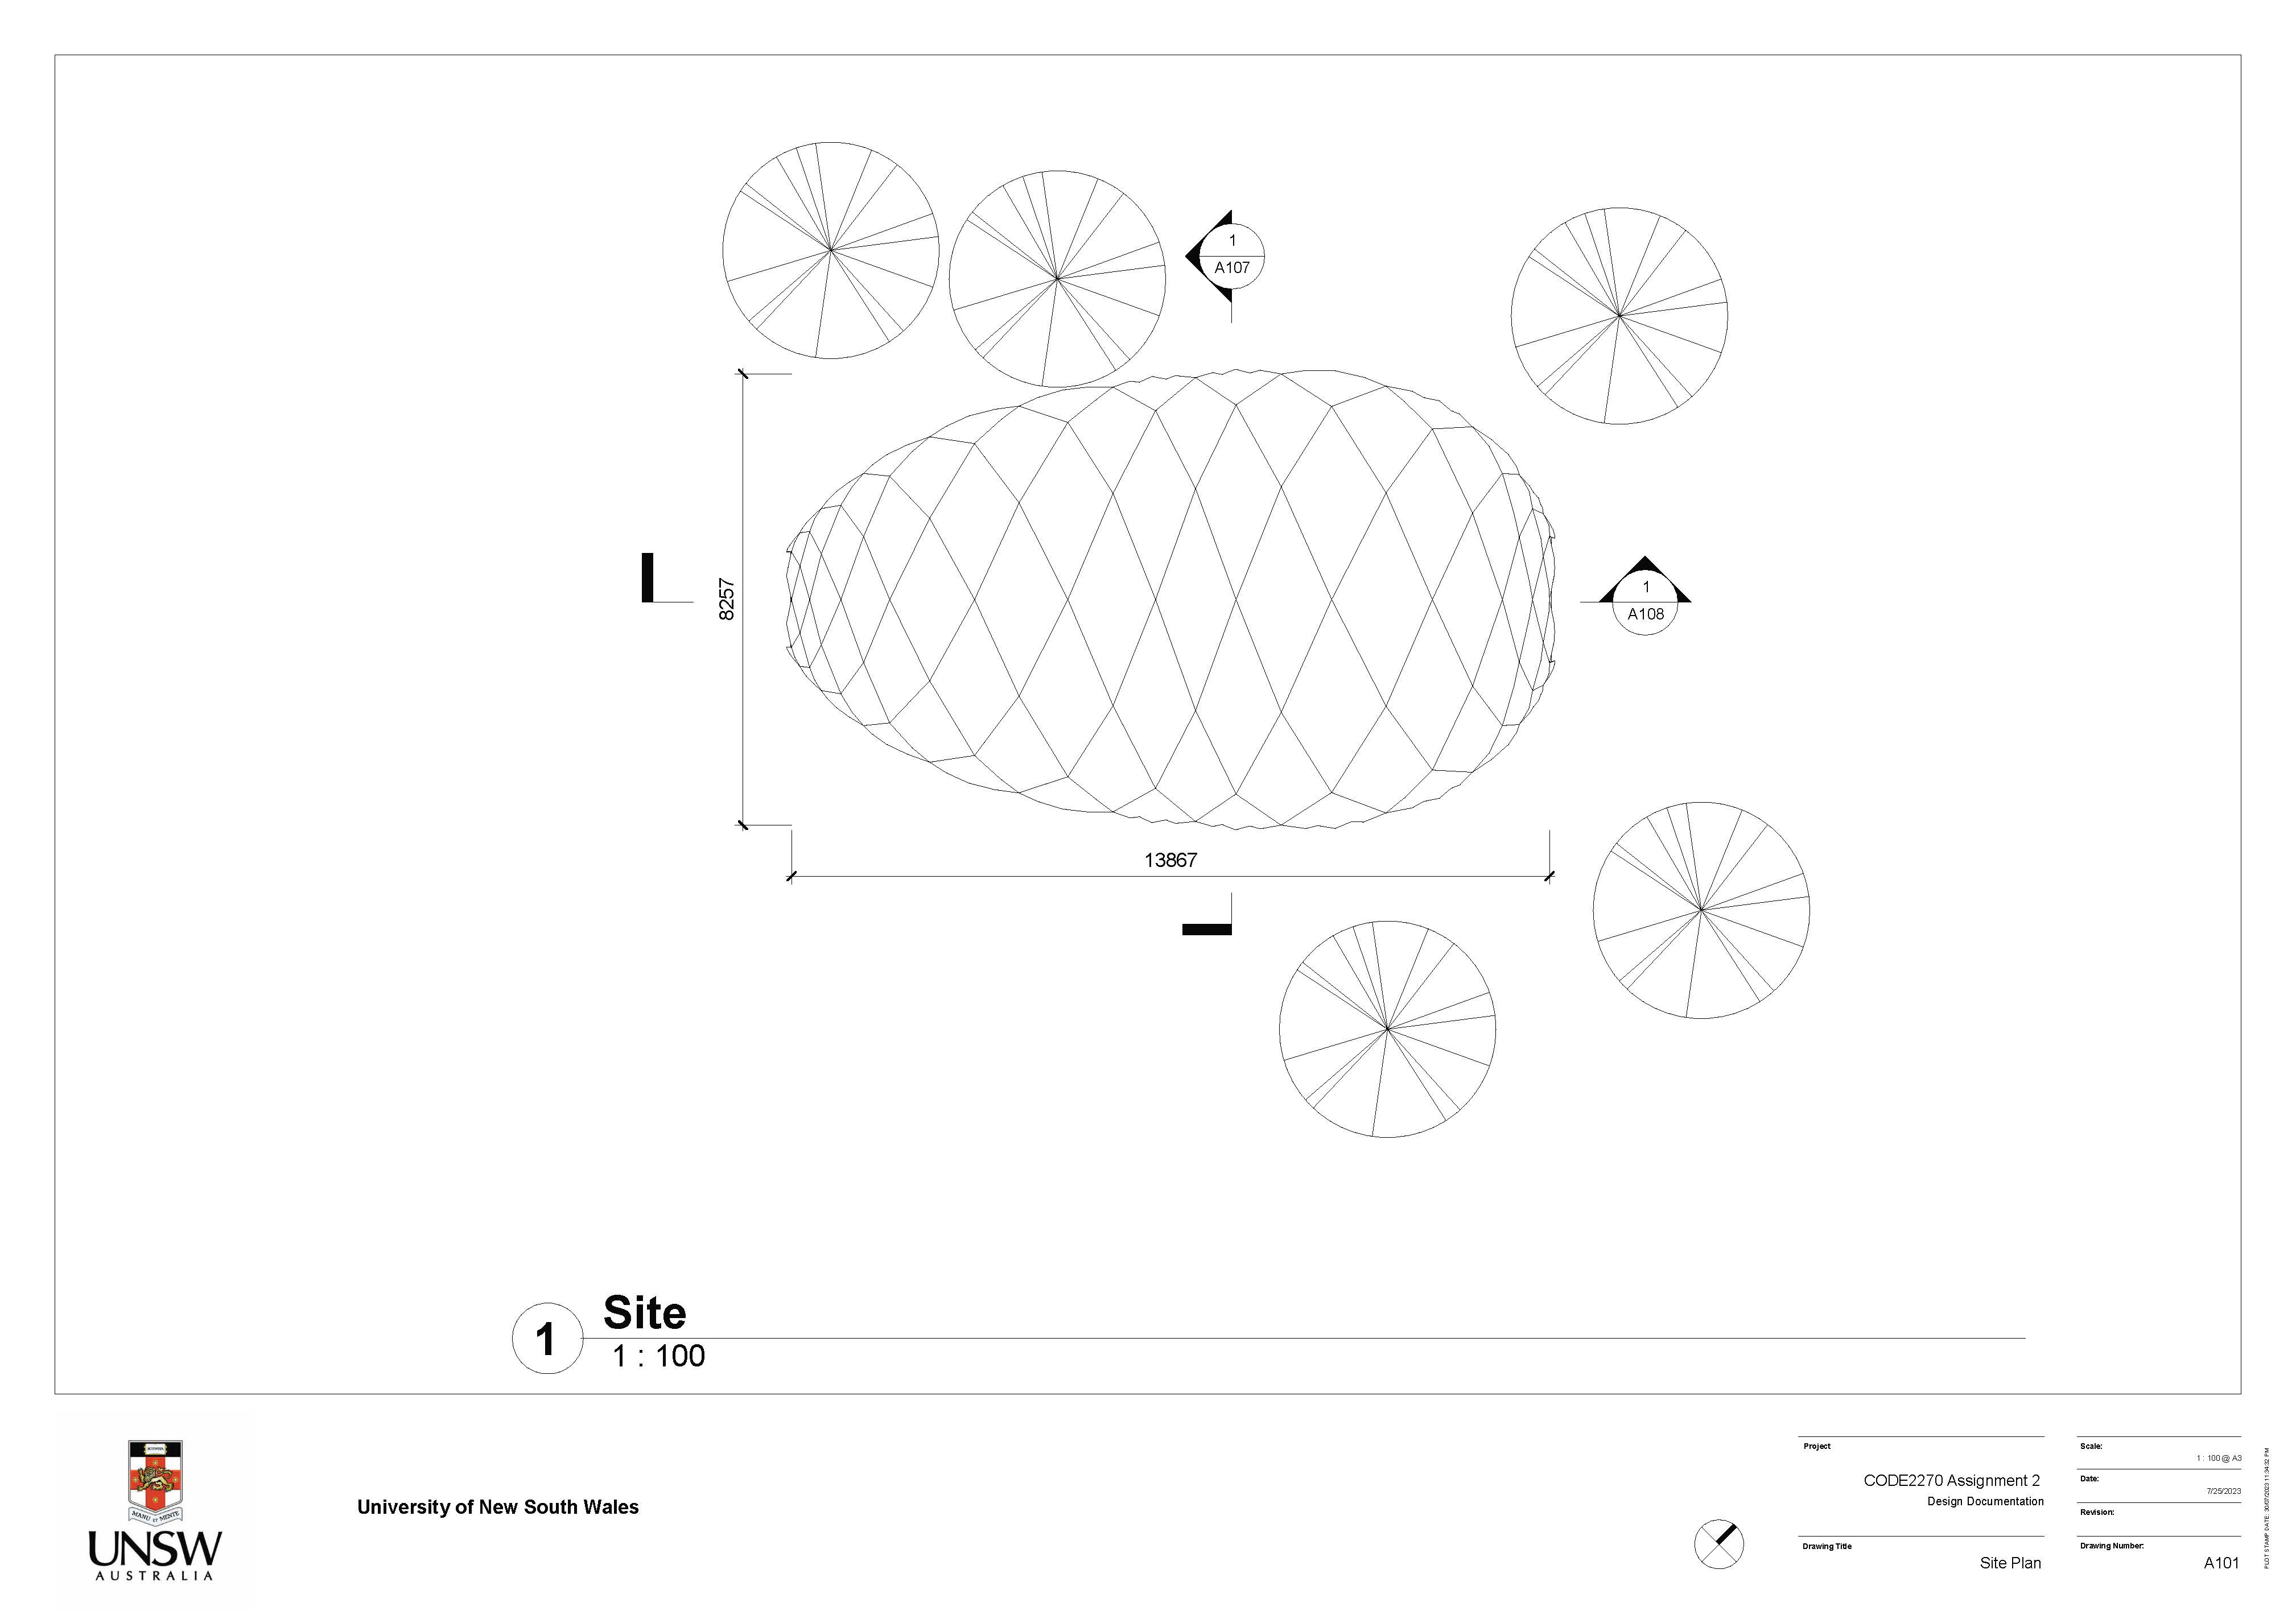 1
A107
1
A108
8257
13867
1
Site
1 : 100
MANU ET MENTE
UNSW
AUSTRALIA
University of New South Wales
Project
CODE2270 Assignment 2
Design Documentation
Drawing Title
Site Plan
Scale:
1 : 100 @ A3
Date:
7/25/2023
Revision:
Drawing Number:
A101
PLOT STAMP DATE: 30/07/2023 11:34:32 PM